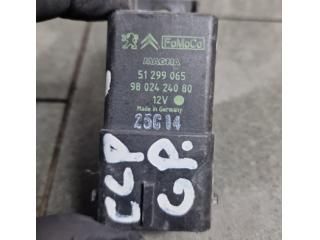 FoMoCo
MAGNA
51 299 065
98 024 240 80
12V
Made in Germany
25G14
CCP
GP.